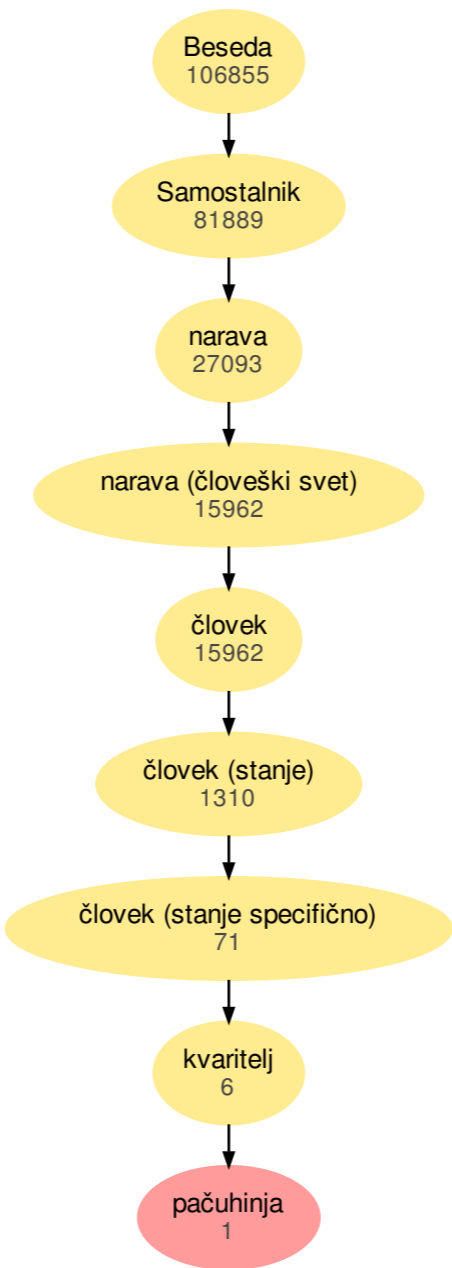 Beseda
106855
Samostalnik
81889
narava
27093
narava (človeški svet)
15962
človek
15962
človek (stanje)
1310
človek (stanje specifično)
71
kvaritelj
6
pačuhinja
1